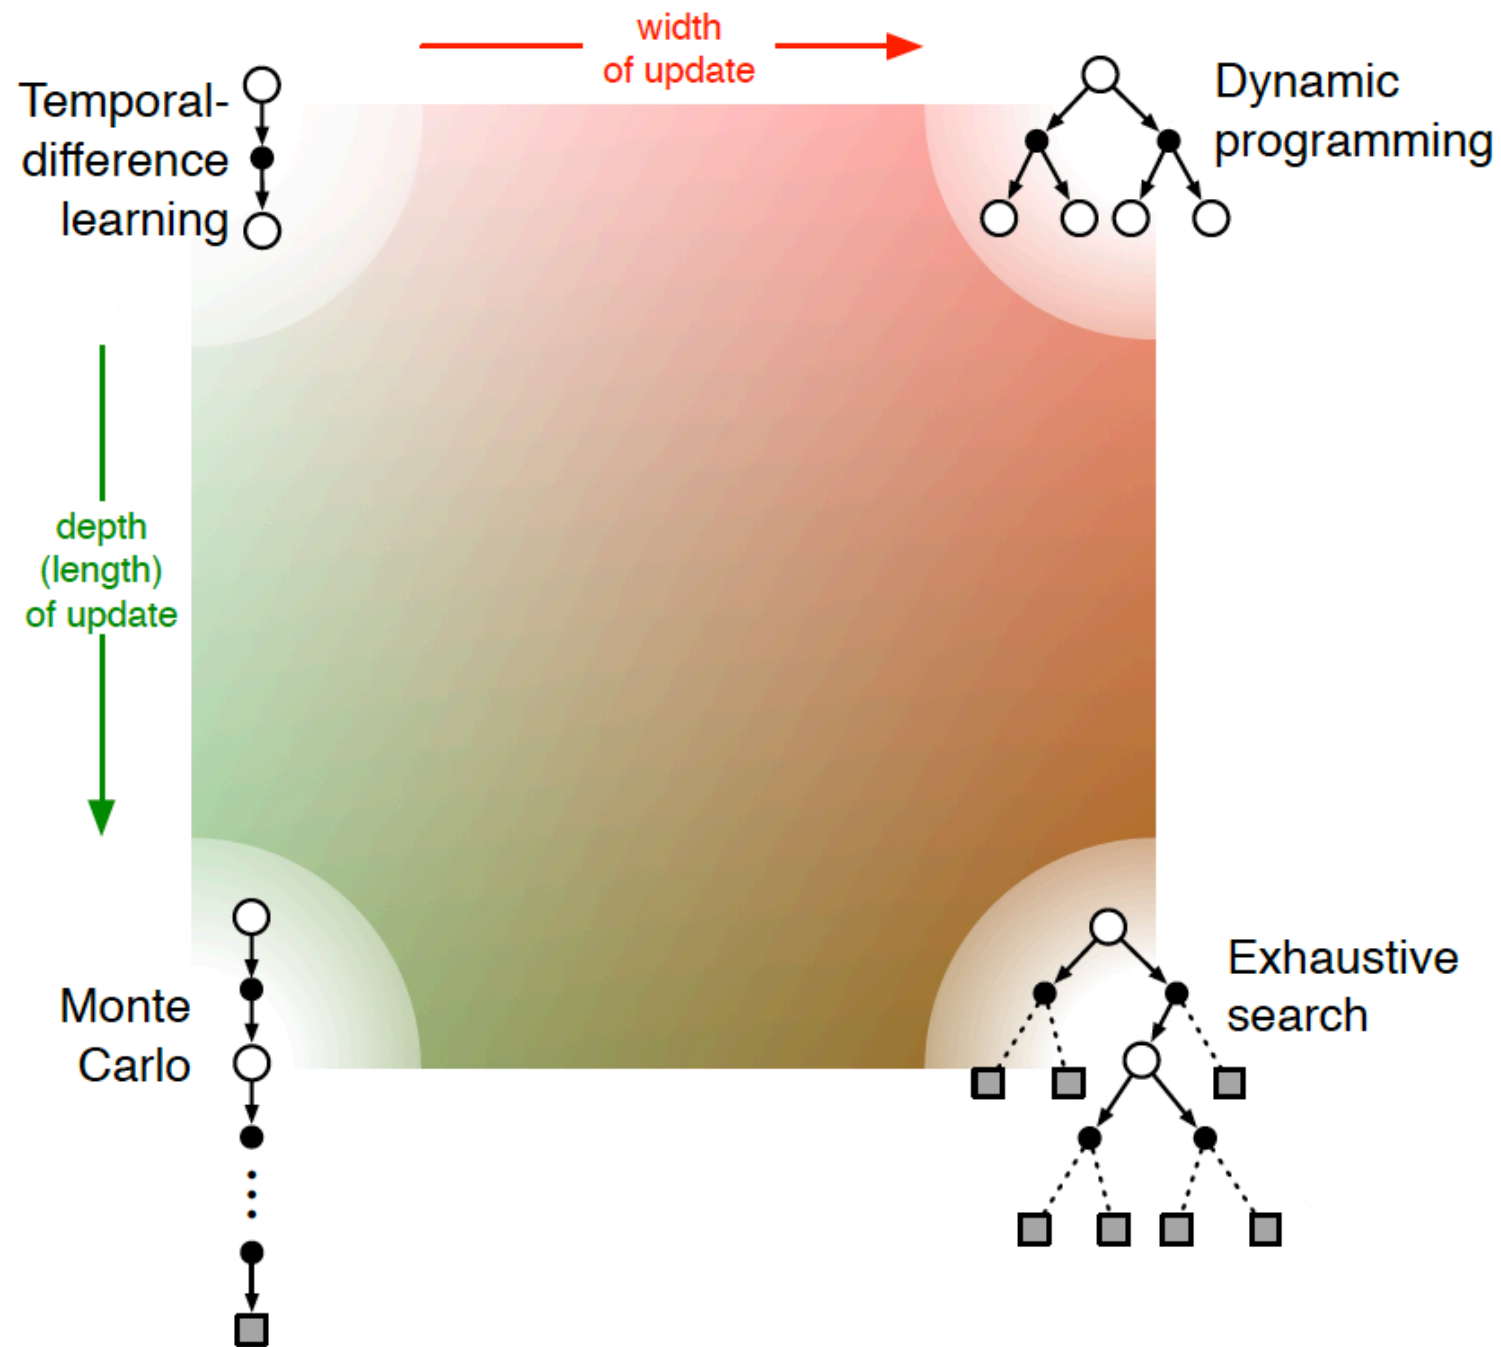 width
of update
Temporal-
difference
learning
Dynamic
programming
depth
(length)
of update
Monte
Carlo
Exhaustive
search